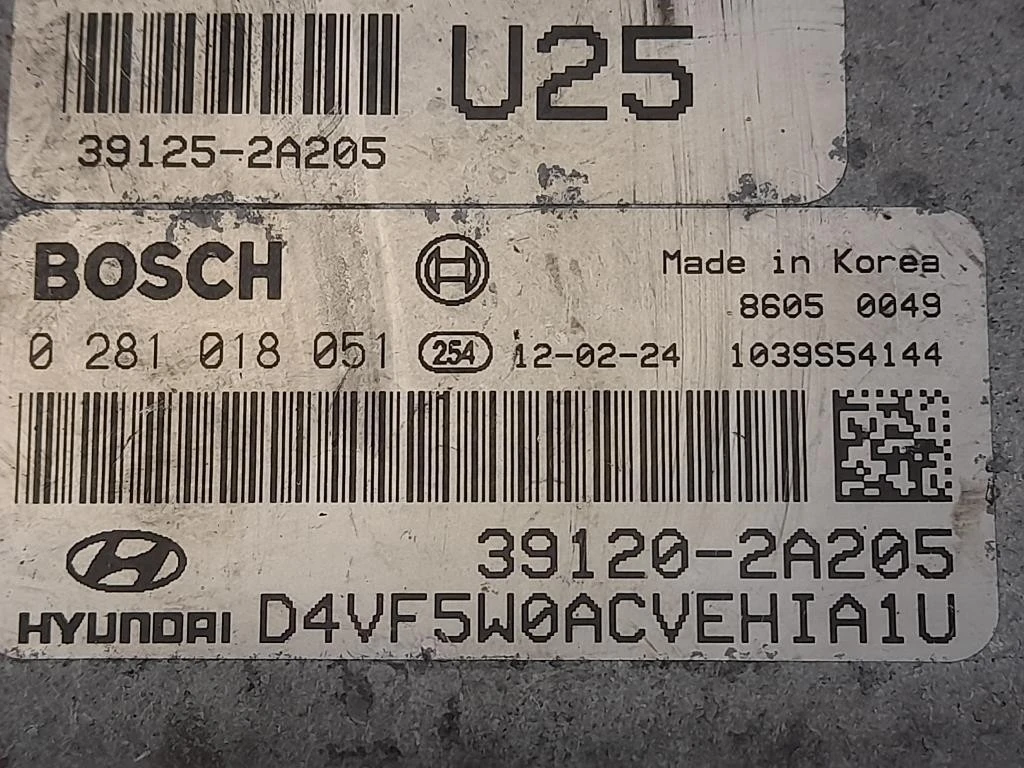 U25
39125-2A205
BOSCH Made in Korea
8605 0049
0 281 018 051 254 12-02-24 1039S54144
39120-2A205
HYUNDAI D4VF5W0ACVEHIA1U